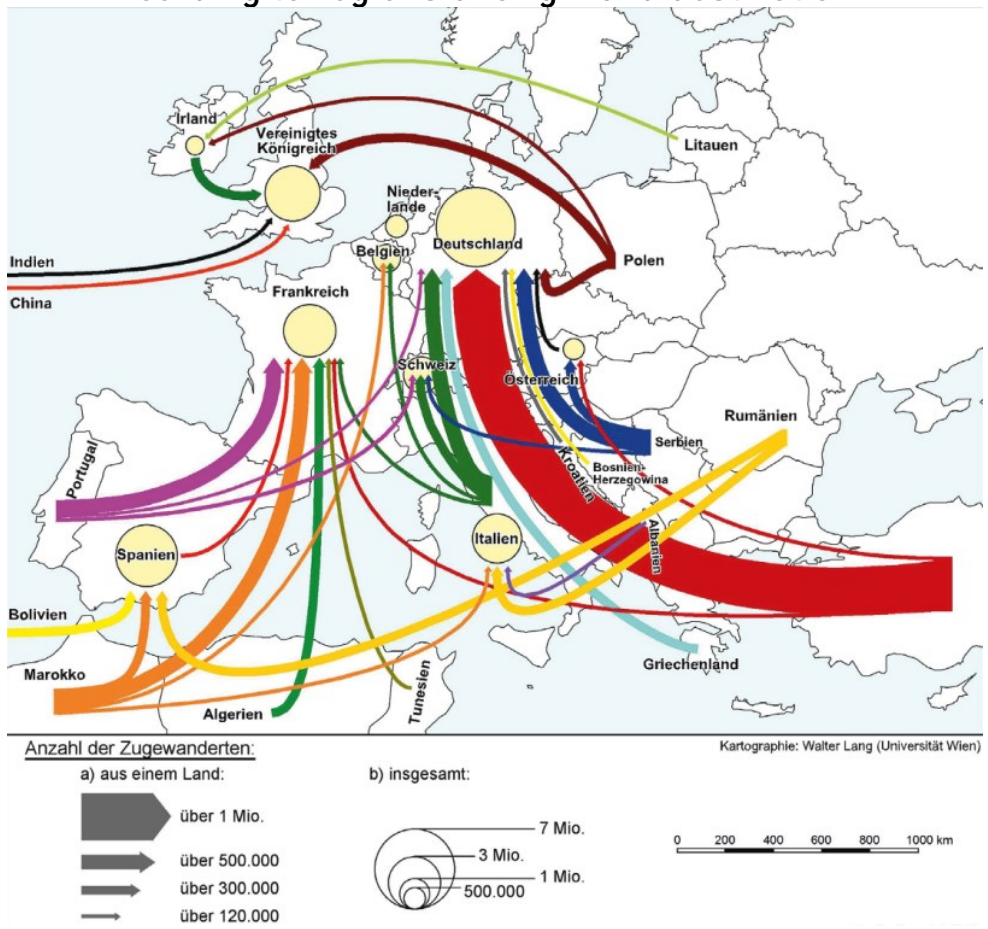 Irland
Vereinigtes
Königreich
Litauen
Nieder-
lande
Belgien
Deutschland
Polen
Indien
China
Frankreich
Schweiz
Österreich
Rumänien
Serbien
Bosnien-
Herzegowina
Kroatien
Portugal
Spanien
Italien
Albanien
Bolivien
Marokko
Algerien
Tunesien
Griechenland
Anzahl der Zugewanderten:
Kartographie: Walter Lang (Universität Wien)
a) aus einem Land:
b) insgesamt:
über 1 Mio.
über 500.000
über 300.000
über 120.000
7 Mio.
3 Mio.
1 Mio.
500.000
0 200 400 600 800 1000 km